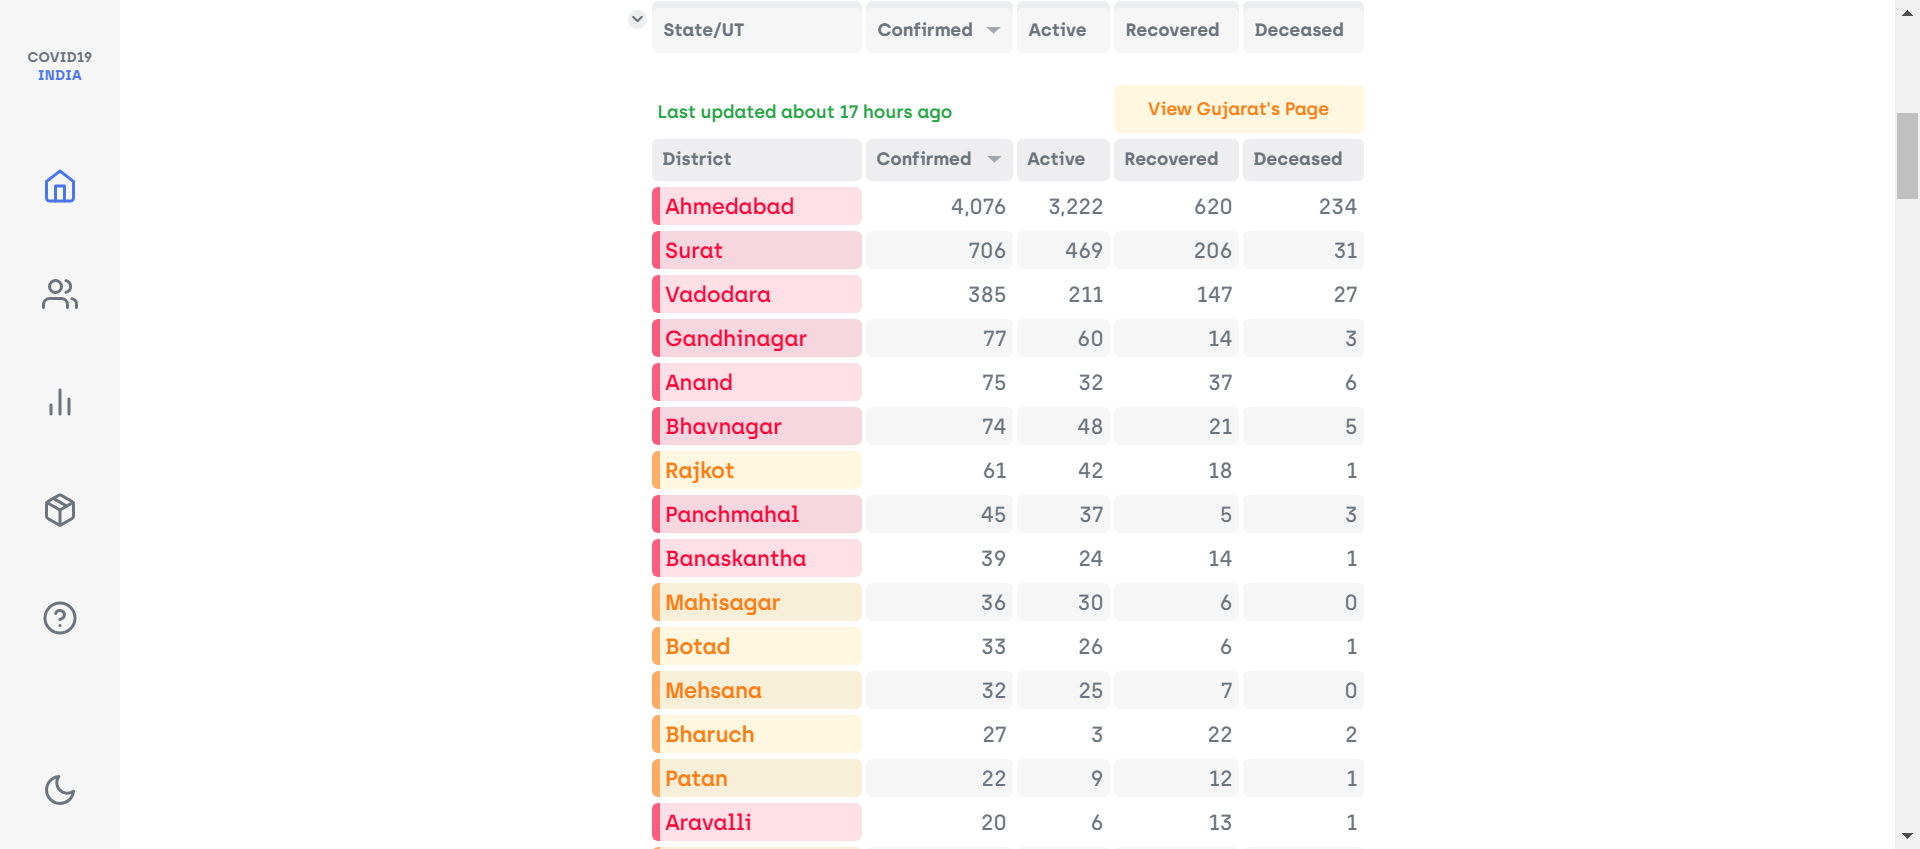 COVID19
INDIA
State/UT Confirmed Active Recovered Deceased
Last updated about 17 hours ago View Gujarat's Page
District Confirmed Active Recovered Deceased
Ahmedabad 4,076 3,222 620 234
Surat 706 469 206 31
Vadodara 385 211 147 27
Gandhinagar 77 60 14 3
Anand 75 32 37 6
Bhavnagar 74 48 21 5
Rajkot 61 42 18 1
Panchmahal 45 37 5 3
Banaskantha 39 24 14 1
Mahisagar 36 30 6 0
Botad 33 26 6 1
Mehsana 32 25 7 0
Bharuch 27 3 22 2
Patan 22 9 12 1
Aravalli 20 6 13 1